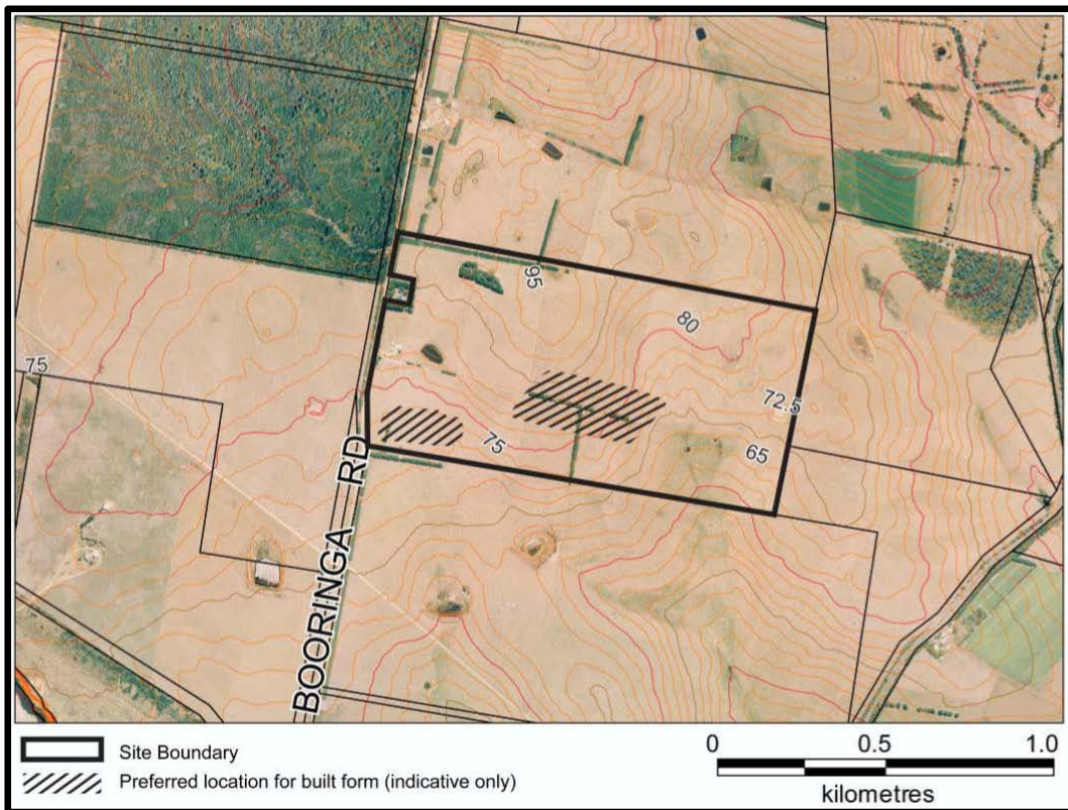 95
80
75
72.5
75
65
BOORINGA RD
Site Boundary
Preferred location for built form (indicative only)
0 0.5 1.0
kilometres